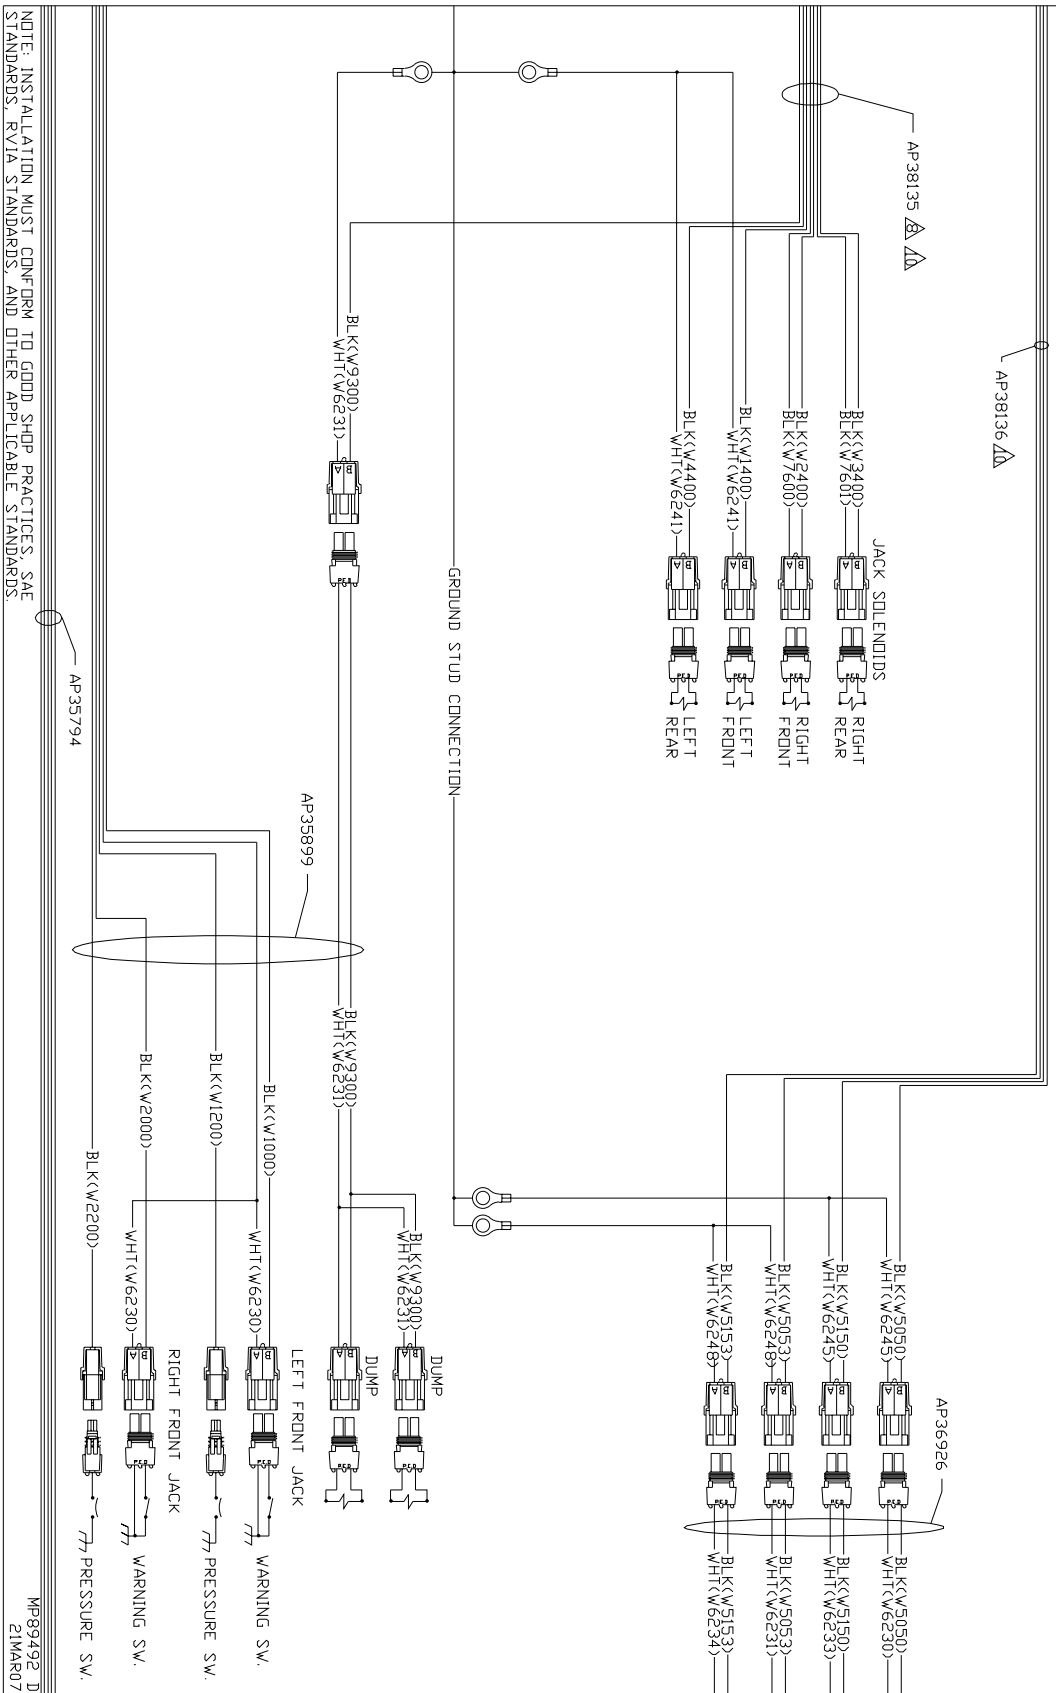 AP38136 10
AP38135 8 10
JACK SOLENOIDS
BLK(W3400)
BLK(W7601)
B
A
P.E.D
RIGHT
REAR
BLK(W2400)
BLK(W7600)
B
A
P.E.D
RIGHT
FRONT
BLK(W1400)
WHT(W6241)
B
A
P.E.D
LEFT
FRONT
BLK(W4400)
WHT(W6241)
B
A
P.E.D
LEFT
REAR
AP36926
BLK(W5050)
WHT(W6245)
B
A
P.E.D
BLK(W5050)
WHT(W6230)
BLK(W5150)
WHT(W6245)
B
A
P.E.D
BLK(W5150)
WHT(W6233)
BLK(W5053)
WHT(W6248)
B
A
P.E.D
BLK(W5053)
WHT(W6231)
BLK(W5153)
WHT(W6248)
B
A
P.E.D
BLK(W5153)
WHT(W6234)
GROUND STUD CONNECTION
BLK(W9300)
WHT(W6231)
B
A
P.E.D
BLK(W9300)
WHT(W6231)
BLK(W9300)
WHT(W6231)
DUMP
B
A
P.E.D
DUMP
B
A
P.E.D
AP35899
LEFT FRONT JACK
BLK(W1000)
WHT(W6230)
B
A
P.E.D
WARNING SW.
BLK(W1200)
PRESSURE SW.
RIGHT FRONT JACK
BLK(W2000)
WHT(W6230)
B
A
P.E.D
WARNING SW.
BLK(W2200)
PRESSURE SW.
AP35794
NOTE: INSTALLATION MUST CONFORM TO GOOD SHOP PRACTICES, SAE
STANDARDS, RVIA STANDARDS, AND OTHER APPLICABLE STANDARDS.
MP89492 D
21MAR07